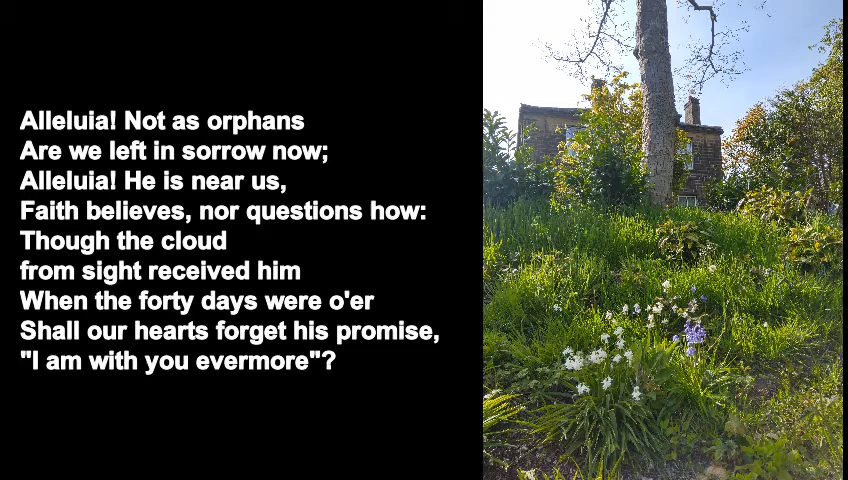 Alleluia! Not as orphans
Are we left in sorrow now;
Alleluia! He is near us,
Faith believes, nor questions how:
Though the cloud
from sight received him
When the forty days were o'er
Shall our hearts forget his promise,
"I am with you evermore"?